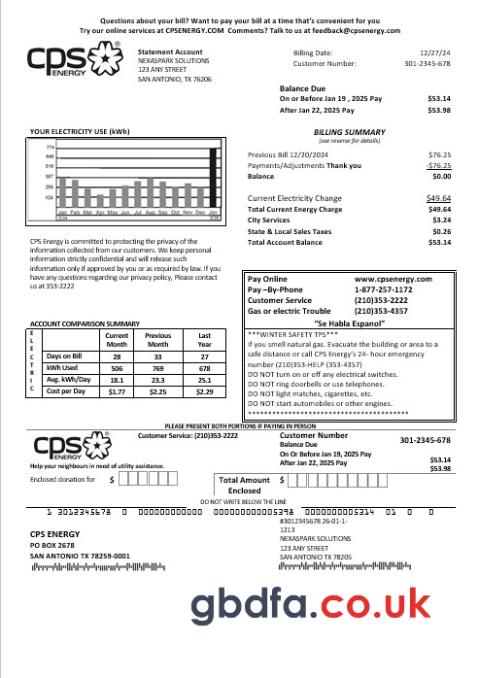 Questions about your bill? Want to pay your bill at a time that's convenient for you
Try our online services at CPSENERGY.COM Comments? Talk to us at feedback@cpsenergy.com
cps ENERGY
Statement Account
NEXASPARK SOLUTIONS
123 ANY STREET
SAN ANTONIO, TX 76206
Billing Date: 12/27/24
Customer Number: 301-2345-678
Balance Due
On or Before Jan 19 , 2025 Pay $53.14
After Jan 22, 2025 Pay $53.98
YOUR ELECTRICITY USE (kWh)
774
Jan Feb Mar Apr May Jun Jul Aug Sep Oct Nov Dec Jan
BILLING SUMMARY
(see reverse for details)
Previous Bill 12/20/2024 $76.25
Payments/Adjustments Thank you -$76.25
Balance $0.00
Current Electricity Change $49.64
Total Current Energy Charge $49.64
City Services $3.24
State & Local Sales Taxes $0.26
Total Account Balance $53.14
CPS Energy is committed to protecting the privacy of the
information collected from our customers. We keep personal
information strictly confidential and will release such
information only if approved by you or as required by law. If you
have any questions regarding our privacy policy, Please contact
us at 353-2222
Pay Online www.cpsenergy.com
Pay –By-Phone 1-877-257-1172
Customer Service (210)353-2222
Gas or electric Trouble (210)353-4357
"Se Habla Espanol"
***WINTER SAFETY TPS***
If you smell natural gas. Evacuate the building or area to a
safe distance or call CPS Energy's 24- hour emergency
number (210)353-HELP (353-4357)
DO NOT turn on or off any electrical switches.
DO NOT ring doorbells or use telephones.
DO NOT light matches, cigarettes, etc.
DO NOT start automobiles or other engines.
ACCOUNT COMPARISON SUMMARY
ELECTRIC
Current Month Previous Month Last Year
Days on Bill 28 33 27
kWh Used 506 769 678
Avg. kWh/Day 18.1 23.3 25.1
Cost per Day $1.77 $2.25 $2.29
PLEASE PRESENT BOTH PORTIONS IF PAYING IN PERSON
cps ENERGY
Customer Service: (210)353-2222
Customer Number 301-2345-678
Balance Due
On Or Before Jan 19, 2025 Pay $53.14
After Jan 22, 2025 Pay $53.98
Help your neighbours in need of utility assistance.
Enclosed donation for $
Total Amount Enclosed $
DO NOT WRITE BELOW THE LINE
#3012345678 26-01-1-
1213
NEXASPARK SOLUTIONS
123 ANY STREET
SAN ANTONIO, TX 78205
CPS ENERGY
PO BOX 2678
SAN ANTONIO TX 78259-0001
gbdfa.co.uk